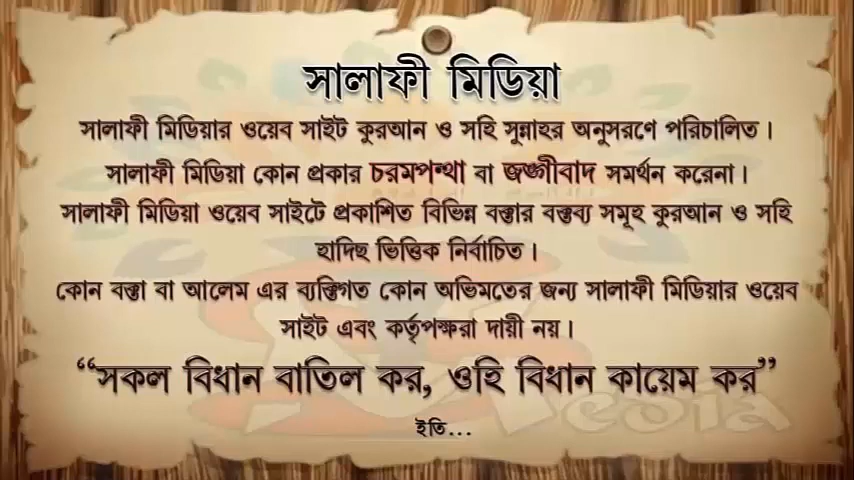 সালাফী মিডিয়া
সালাফী মিডিয়ার ওয়েব সাইট কুরআন ও সহি সুন্নাহর অনুসরণে পরিচালিত।
সালাফী মিডিয়া কোন প্রকার চরমপন্থা বা জঙ্গীবাদ সমর্থন করেনা।
সালাফী মিডিয়া ওয়েব সাইটে প্রকাশিত বিভিন্ন বক্তার বক্তব্য সমূহ কুরআন ও সহি
হাদিছ ভিত্তিক নির্বাচিত।
কোন বক্তা বা আলেম এর ব্যক্তিগত কোন অভিমতের জন্য সালাফী মিডিয়ার ওয়েব
সাইট এবং কর্তৃপক্ষরা দায়ী নয়।
“সকল বিধান বাতিল কর, ওহি বিধান কায়েম কর”
ইতি...